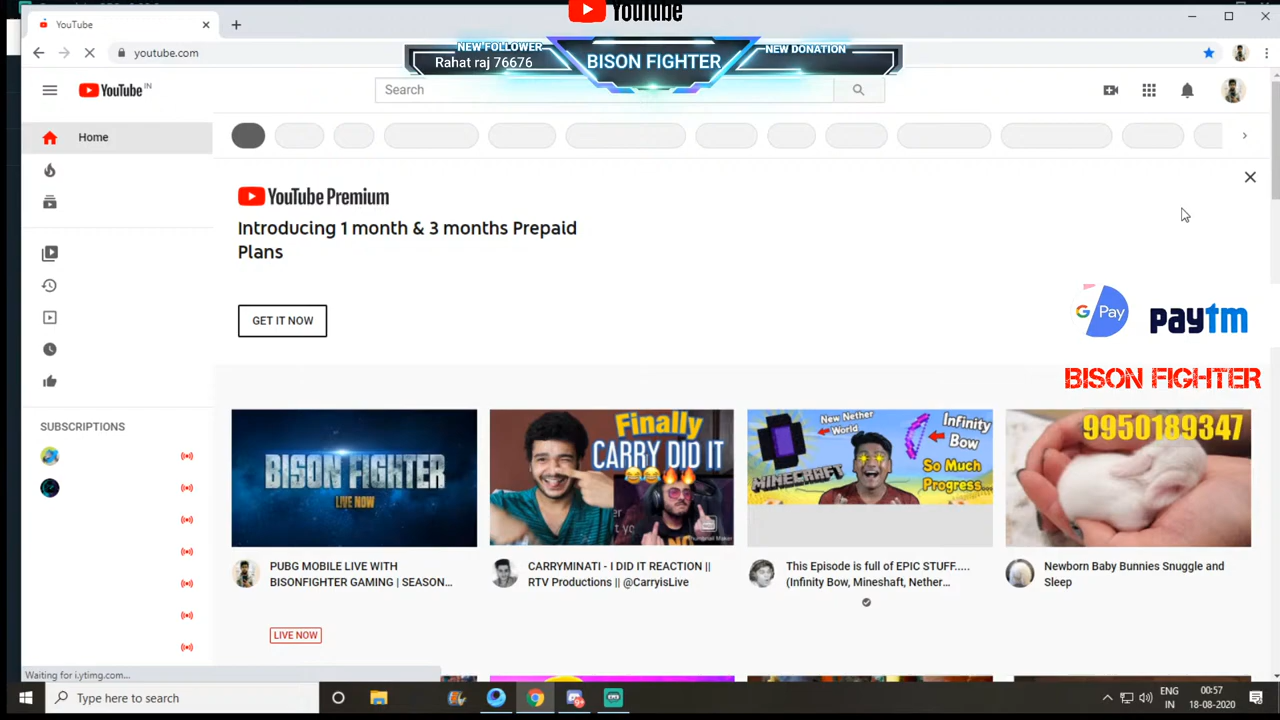 YouTube
YouTube
NEW FOLLOWER
NEW DONATION
Rahat raj 76676
BISON FIGHTER
youtube.com
YouTube IN
Search
Home
YouTube Premium
Introducing 1 month & 3 months Prepaid
Plans
GET IT NOW
G Pay
paytm
BISON FIGHTER
SUBSCRIPTIONS
BISON FIGHTER
LIVE NOW
Finally
CARRY DID IT
New Nether
World
Infinity
Bow
MINECRAFT
So Much
Progress...
9950189347
PUBG MOBILE LIVE WITH
BISONFIGHTER GAMING | SEASON...
CARRYMINATI - I DID IT REACTION ||
RTV Productions || @CarryisLive
This Episode is full of EPIC STUFF.....
(Infinity Bow, Mineshaft, Nether...
Newborn Baby Bunnies Snuggle and
Sleep
LIVE NOW
Waiting for i.ytimg.com...
Type here to search
ENG
IN
00:57
18-08-2020